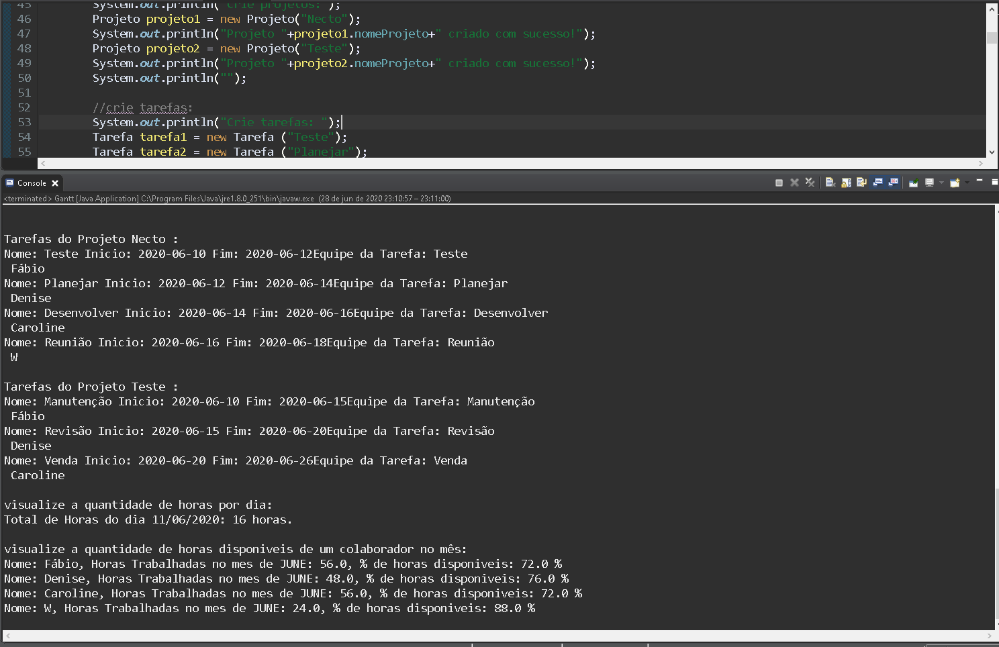 45 System.out.println("Crie projetos: ");
46 Projeto projeto1 = new Projeto("Necto");
47 System.out.println("Projeto "+projeto1.nomeProjeto+" criado com sucesso!");
48 Projeto projeto2 = new Projeto("Teste");
49 System.out.println("Projeto "+projeto2.nomeProjeto+" criado com sucesso!");
50 System.out.println("");
51
52 //crie tarefas:
53 System.out.println("Crie tarefas: ");
54 Tarefa tarefa1 = new Tarefa ("Teste");
55 Tarefa tarefa2 = new Tarefa ("Planejar");
Console
<terminated> Gantt [Java Application] C:\Program Files\Java\jre1.8.0_251\bin\javaw.exe (28 de jun de 2020 23:10:57 – 23:11:00)
Tarefas do Projeto Necto :
Nome: Teste Inicio: 2020-06-10 Fim: 2020-06-12Equipe da Tarefa: Teste
Fábio
Nome: Planejar Inicio: 2020-06-12 Fim: 2020-06-14Equipe da Tarefa: Planejar
Denise
Nome: Desenvolver Inicio: 2020-06-14 Fim: 2020-06-16Equipe da Tarefa: Desenvolver
Caroline
Nome: Reunião Inicio: 2020-06-16 Fim: 2020-06-18Equipe da Tarefa: Reunião
W
Tarefas do Projeto Teste :
Nome: Manutenção Inicio: 2020-06-10 Fim: 2020-06-15Equipe da Tarefa: Manutenção
Fábio
Nome: Revisão Inicio: 2020-06-15 Fim: 2020-06-20Equipe da Tarefa: Revisão
Denise
Nome: Venda Inicio: 2020-06-20 Fim: 2020-06-26Equipe da Tarefa: Venda
Caroline
visualize a quantidade de horas por dia:
Total de Horas do dia 11/06/2020: 16 horas.
visualize a quantidade de horas disponiveis de um colaborador no mês:
Nome: Fábio, Horas Trabalhadas no mes de JUNE: 56.0, % de horas disponiveis: 72.0 %
Nome: Denise, Horas Trabalhadas no mes de JUNE: 48.0, % de horas disponiveis: 76.0 %
Nome: Caroline, Horas Trabalhadas no mes de JUNE: 56.0, % de horas disponiveis: 72.0 %
Nome: W, Horas Trabalhadas no mes de JUNE: 24.0, % de horas disponiveis: 88.0 %